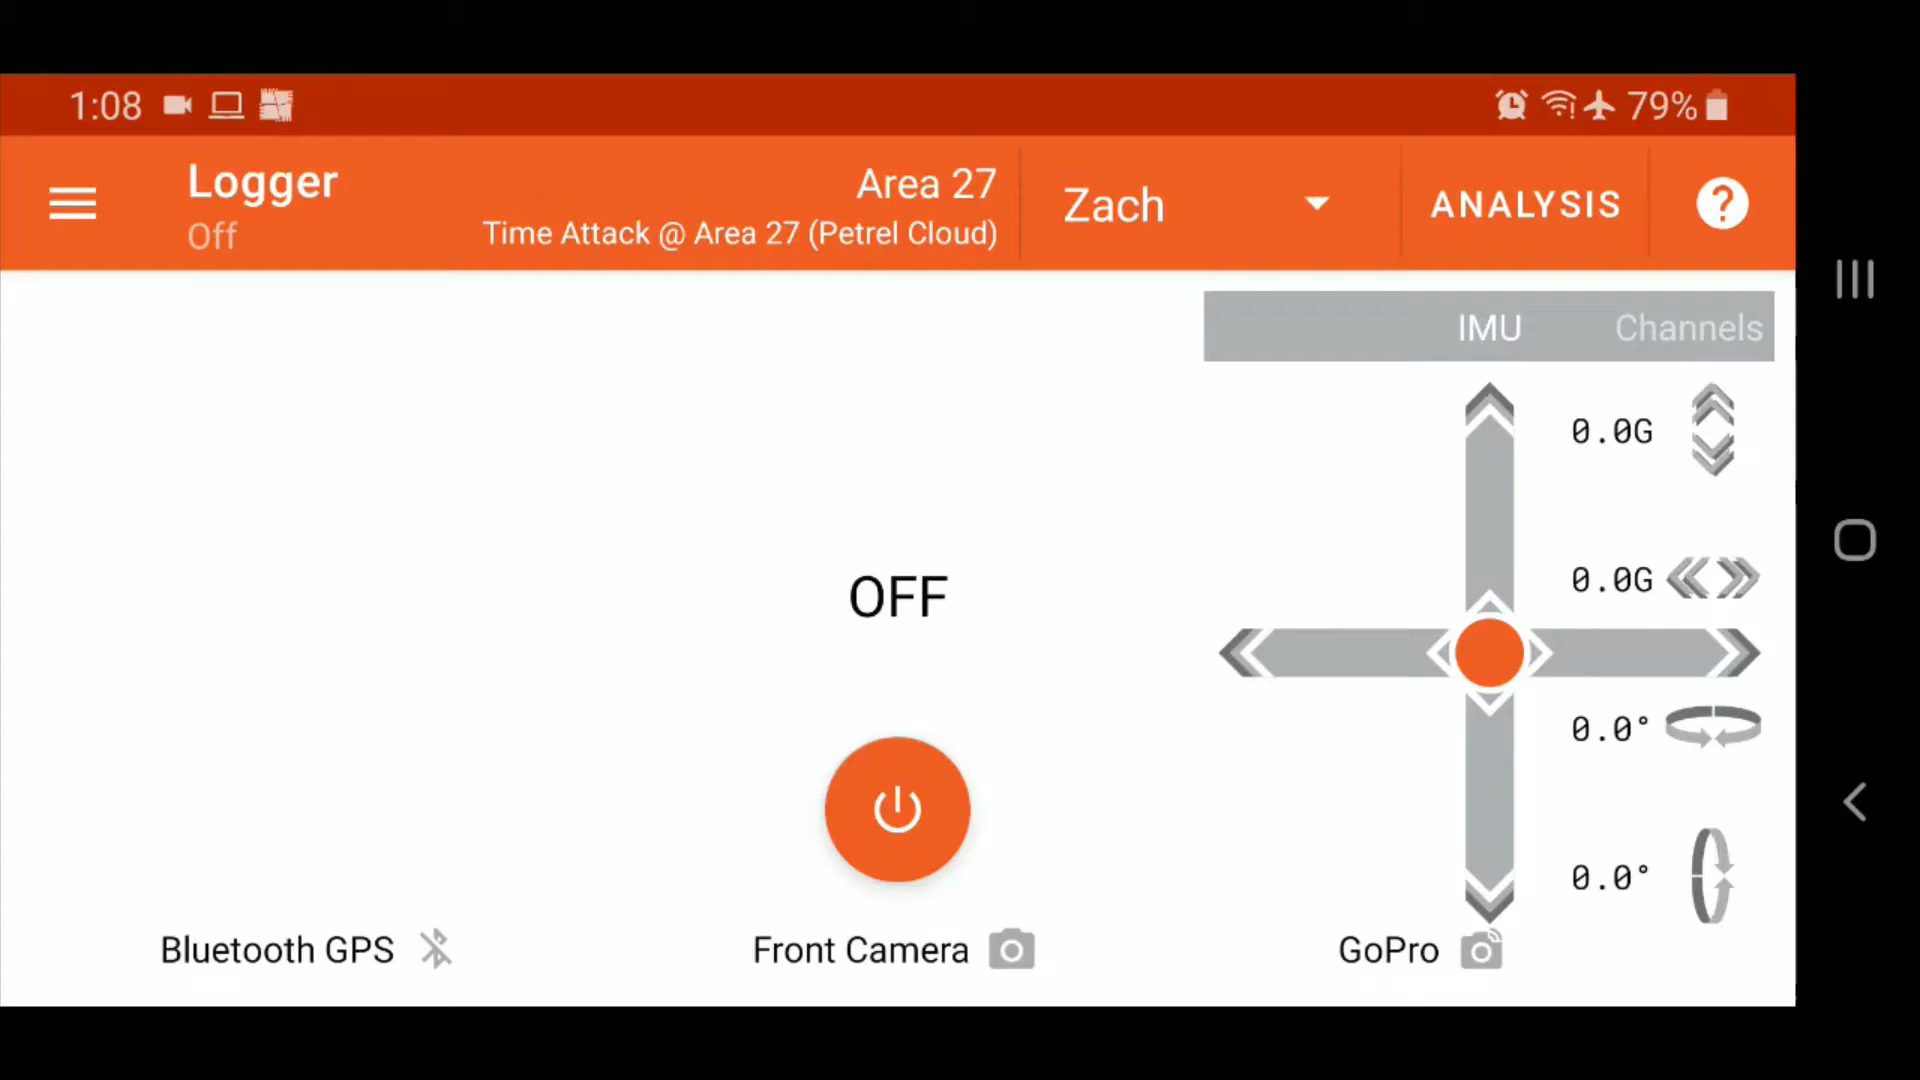 1:08
79%
Logger
Off
Area 27
Time Attack @ Area 27 (Petrel Cloud)
Zach
ANALYSIS
?
IMU Channels
0.0G
0.0G
OFF
0.0°
0.0°
Bluetooth GPS
Front Camera
GoPro